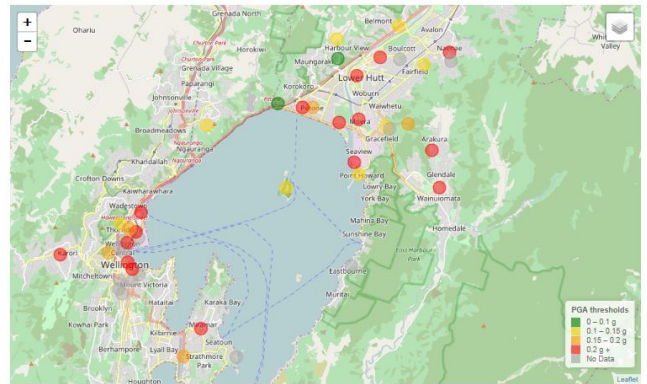 Grenada North
Ohariu
Belmont
Avalon
Churton Park
Horokiwi
Harbour View
Boulcott
Naenae
Valley
Grenada Village
Maungaraki
Lower Hutt
Fairfield
Paparangi
Korokoro
Woburn
Johnsonville
Petone
Waiwhetu
Moera
Broadmeadows
Gracefield
Arakura
Ngauranga
Khandallah
Seaview
Crofton Downs
Point Howard
Glendale
Kaiwharawhara
Lowry Bay
Wainuiomata
Wadestown
York Bay
Mahina Bay
Homedale
Sunshine Bay
Karori
East Harbour
Park
Wellington
Mitcheltown
Eastbourne
Mount Victoria
Muritai
Brooklyn
Hataitai
Karaka Bay
Kowhai Park
Miramar
Kilbirnie
Seatoun
Berhampore
Lyall Bay
Strathmore
Park
Houghton
PGA thresholds
0 – 0.1 g
0.1 – 0.15 g
0.15 – 0.2 g
0.2 g +
No Data
Leaflet